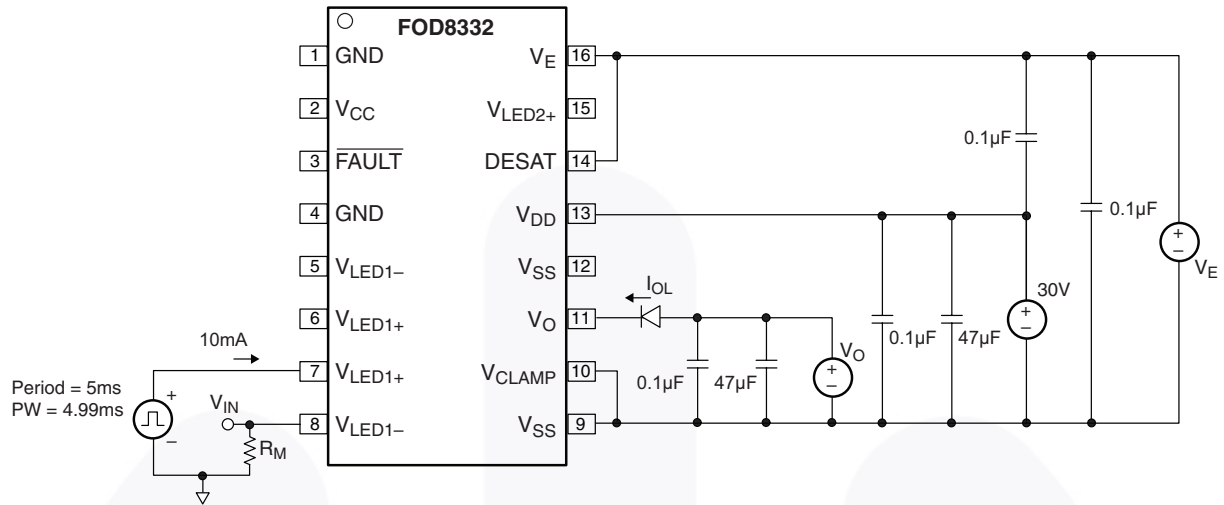 FOD8332
1 GND
2 VCC
3 FAULT
4 GND
5 VLED1–
6 VLED1+
7 VLED1+
8 VLED1–
VE 16
VLED2+ 15
DESAT 14
VDD 13
VSS 12
VO 11
VCLAMP 10
VSS 9
10mA
Period = 5ms
PW = 4.99ms
+
–
VIN
RM
IOL
0.1μF
47μF
VO
+
–
0.1μF
47μF
30V
+
–
0.1μF
0.1μF
+
–
VE